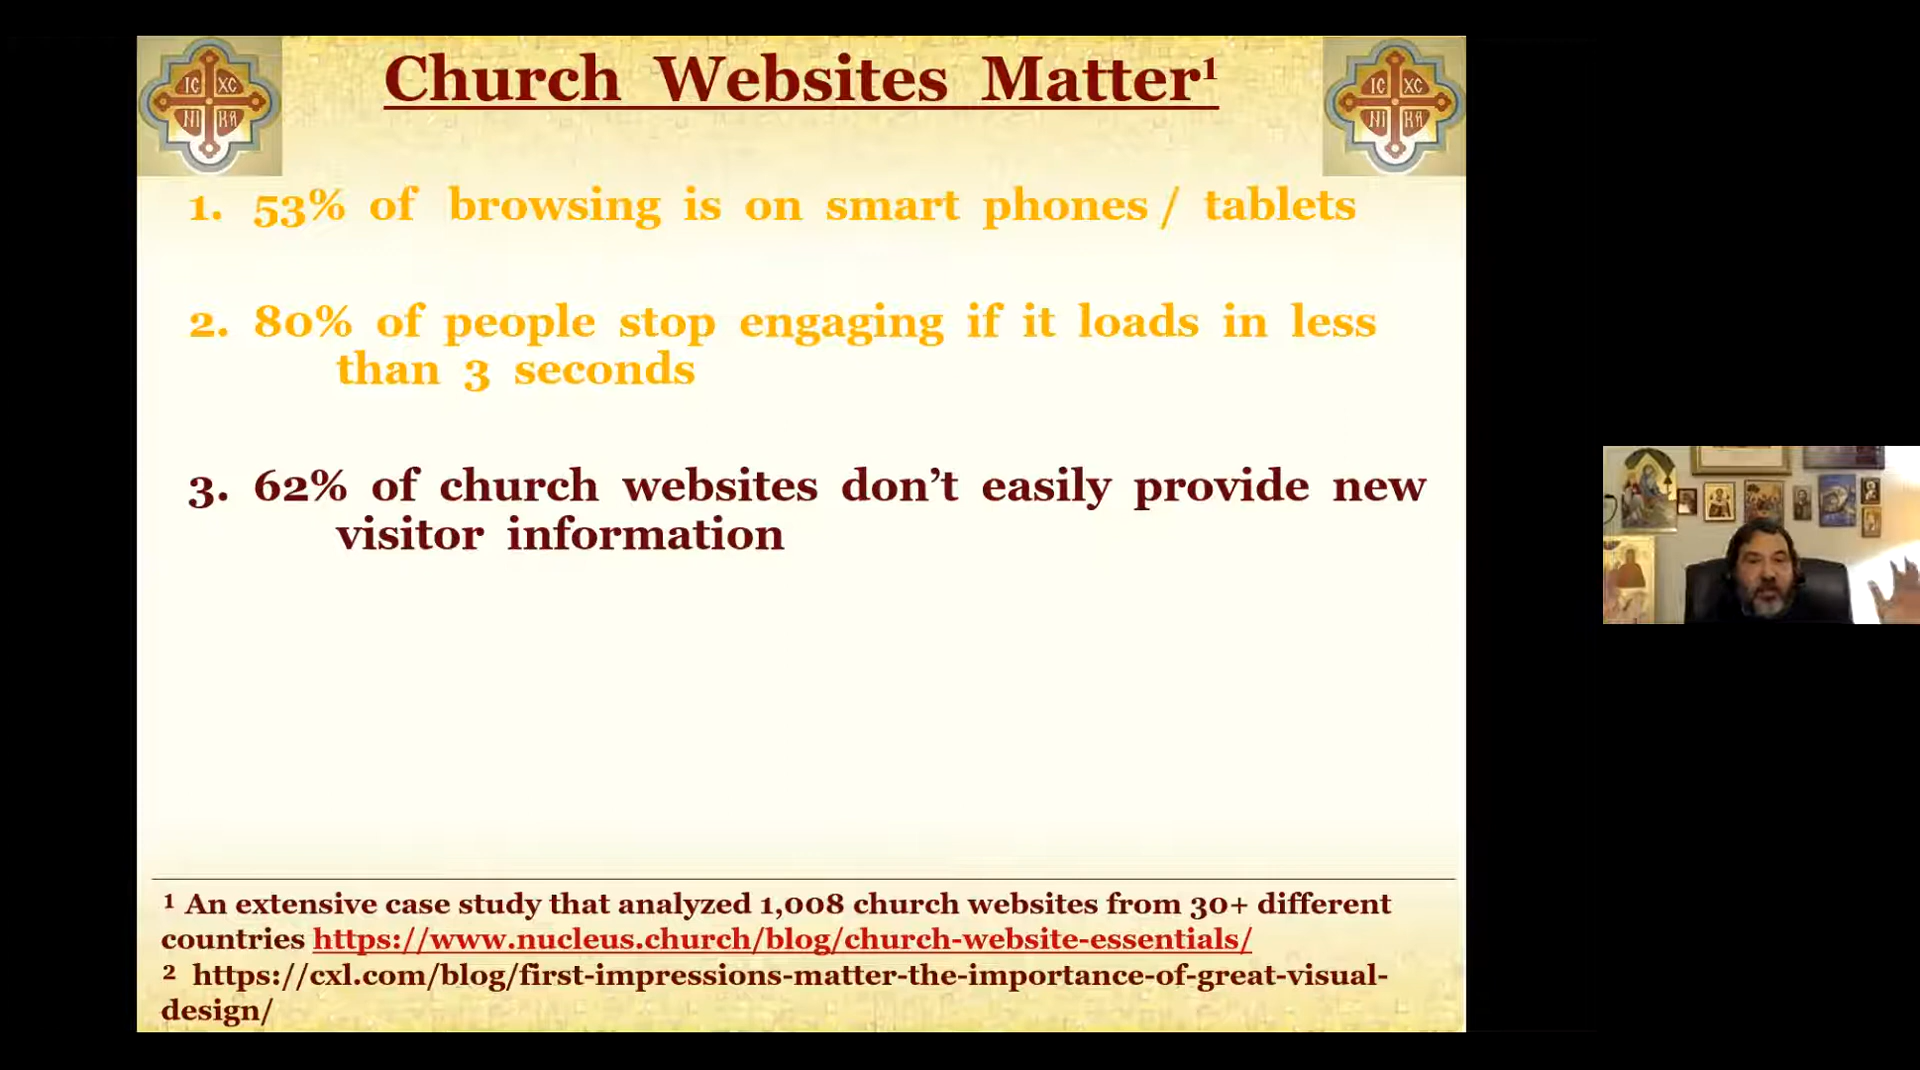 IC XC
NI KA
Church Websites Matter¹
IC XC
NI KA
1. 53% of browsing is on smart phones / tablets
2. 80% of people stop engaging if it loads in less
than 3 seconds
3. 62% of church websites don’t easily provide new
visitor information
¹ An extensive case study that analyzed 1,008 church websites from 30+ different
countries https://www.nucleus.church/blog/church-website-essentials/
² https://cxl.com/blog/first-impressions-matter-the-importance-of-great-visual-
design/